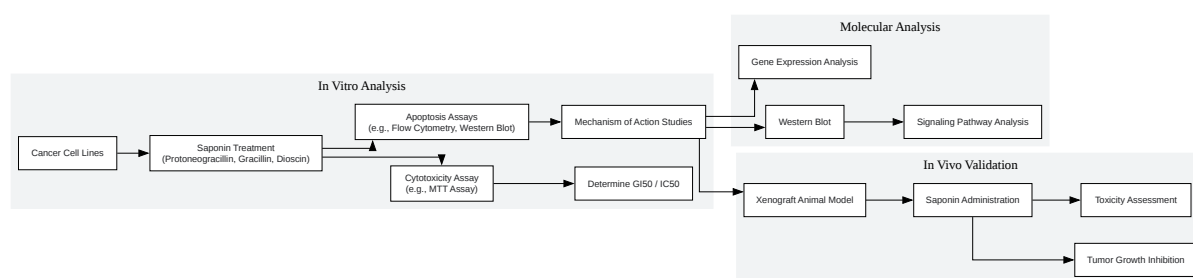 Molecular Analysis
Gene Expression Analysis
In Vitro Analysis
Apoptosis Assays
(e.g., Flow Cytometry, Western Blot)
Mechanism of Action Studies
Western Blot
Signaling Pathway Analysis
Cancer Cell Lines
Saponin Treatment
(Protoneogracillin, Gracillin, Dioscin)
Cytotoxicity Assay
(e.g., MTT Assay)
Determine GI50 / IC50
In Vivo Validation
Xenograft Animal Model
Saponin Administration
Toxicity Assessment
Tumor Growth Inhibition